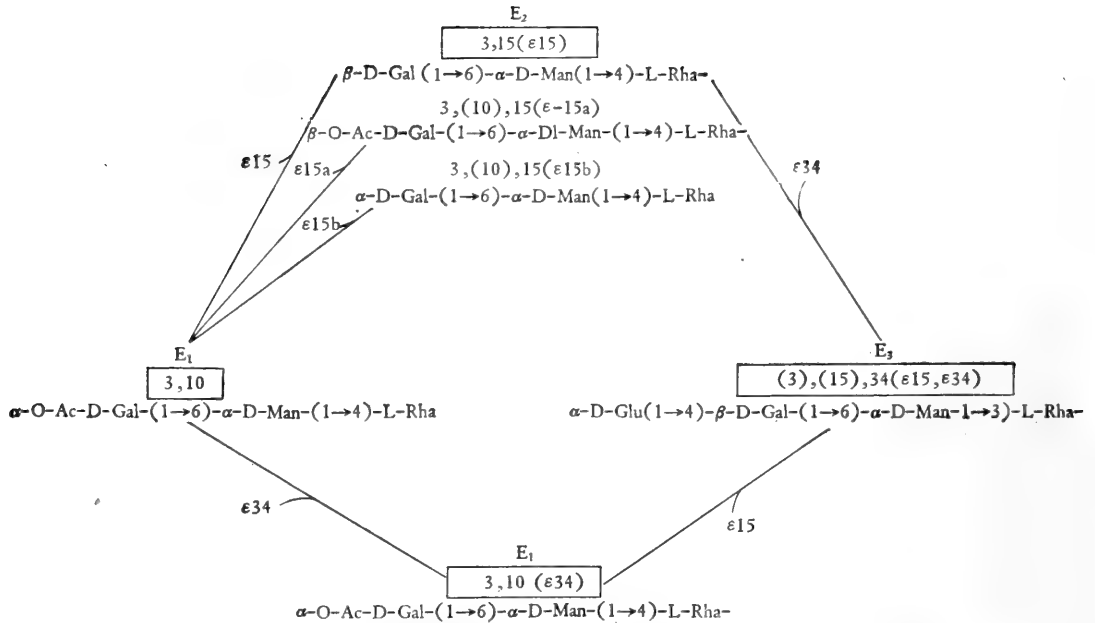 E₂
3,15(ε15)
β-D-Gal (1→6)-α-D-Man(1→4)-L-Rha-
3,(10),15(ε-15a)
β-O-Ac-D-Gal-(1→6)-α-Dl-Man-(1→4)-L-Rha-
3,(10),15(ε15b)
α-D-Gal-(1→6)-α-D-Man(1→4)-L-Rha
ε15
ε15a
ε15b
ε34
E₁
3,10
α-O-Ac-D-Gal-(1→6)-α-D-Man-(1→4)-L-Rha
E₃
(3),(15),34(ε15,ε34)
α-D-Glu(1→4)-β-D-Gal-(1→6)-α-D-Man-1→3)-L-Rha-
ε34
ε15
E₁
3,10 (ε34)
α-O-Ac-D-Gal-(1→6)-α-D-Man-(1→4)-L-Rha-